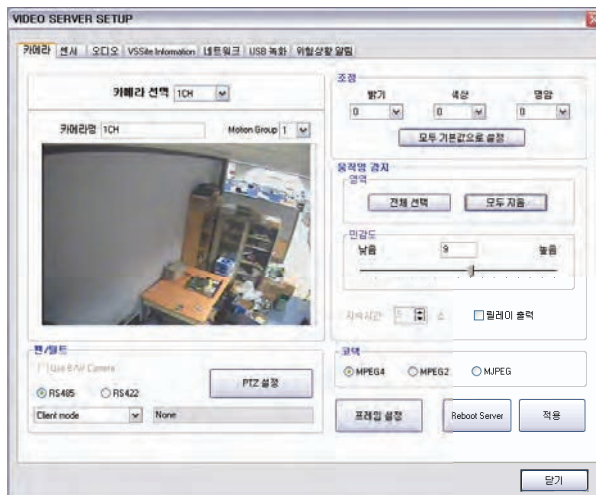 VIDEO SERVER SETUP
카메라 센서 오디오 VSSite Information 네트워크 USB 녹화 위험상황 알림
카메라 선택 1CH
카메라명 1CH Motion Group 1
조정
밝기 색상 명암
0 0 0
모두 기본값으로 설정
움직임 감지
영역
전체 선택 모두 지움
민감도
낮음 9 높음
지속시간 5 초 릴레이 출력
팬/틸트
Use B/W Camera
RS485 RS422
PTZ 설정
Client mode None
코덱
MPEG4 MPEG2 MJPEG
프레임 설정 Reboot Server 적용
닫기